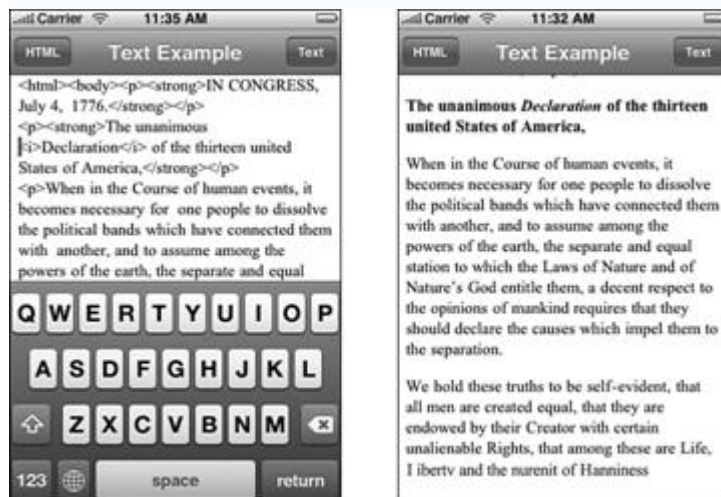 Carrier 11:35 AM
HTML Text Example Text
<html><body><p><strong>IN CONGRESS,
July 4, 1776.</strong></p>
<p><strong>The unanimous
<i>Declaration</i> of the thirteen united
States of America,</strong></p>
<p>When in the Course of human events, it
becomes necessary for one people to dissolve
the political bands which have connected them
with another, and to assume among the
powers of the earth, the separate and equal
Q W E R T Y U I O P
A S D F G H J K L
Z X C V B N M
123 space return
Carrier 11:32 AM
HTML Text Example Text
The unanimous Declaration of the thirteen
united States of America,
When in the Course of human events, it
becomes necessary for one people to dissolve
the political bands which have connected them
with another, and to assume among the
powers of the earth, the separate and equal
station to which the Laws of Nature and of
Nature's God entitle them, a decent respect to
the opinions of mankind requires that they
should declare the causes which impel them to
the separation.
We hold these truths to be self-evident, that
all men are created equal, that they are
endowed by their Creator with certain
unalienable Rights, that among these are Life,
and the of